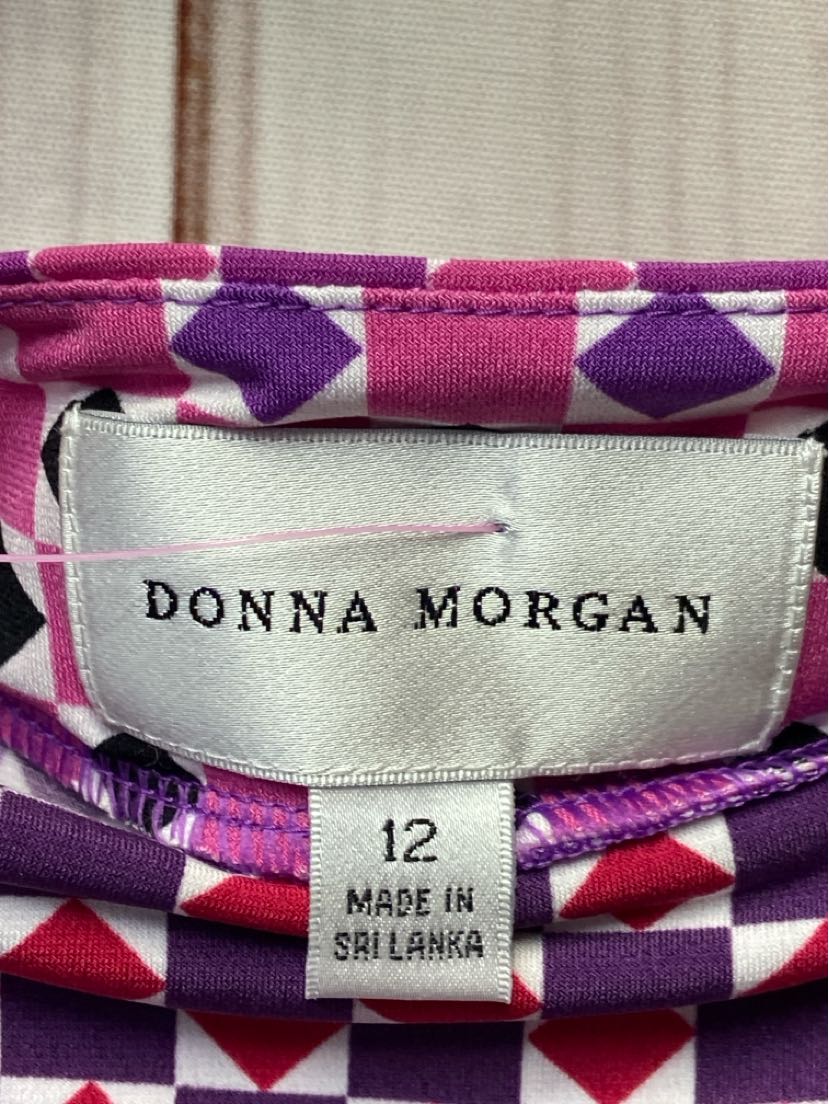 DONNA MORGAN
12
MADE IN
SRI LANKA